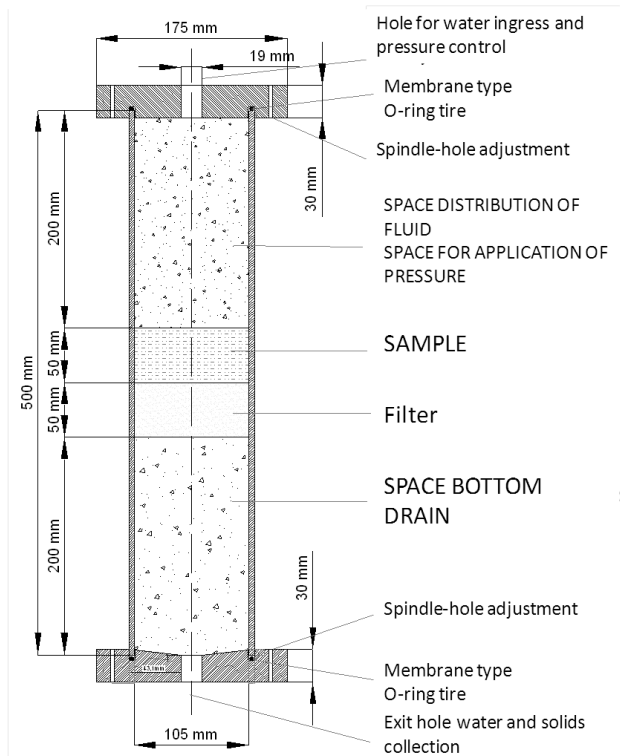 175 mm
19 mm
Hole for water ingress and
pressure control
Membrane type
O-ring tire
Spindle-hole adjustment
30 mm
SPACE DISTRIBUTION OF
FLUID
SPACE FOR APPLICATION OF
PRESSURE
200 mm
SAMPLE
50 mm
500 mm
Filter
50 mm
SPACE BOTTOM
DRAIN
200 mm
30 mm
Spindle-hole adjustment
Membrane type
O-ring tire
Exit hole water and solids
collection
105 mm